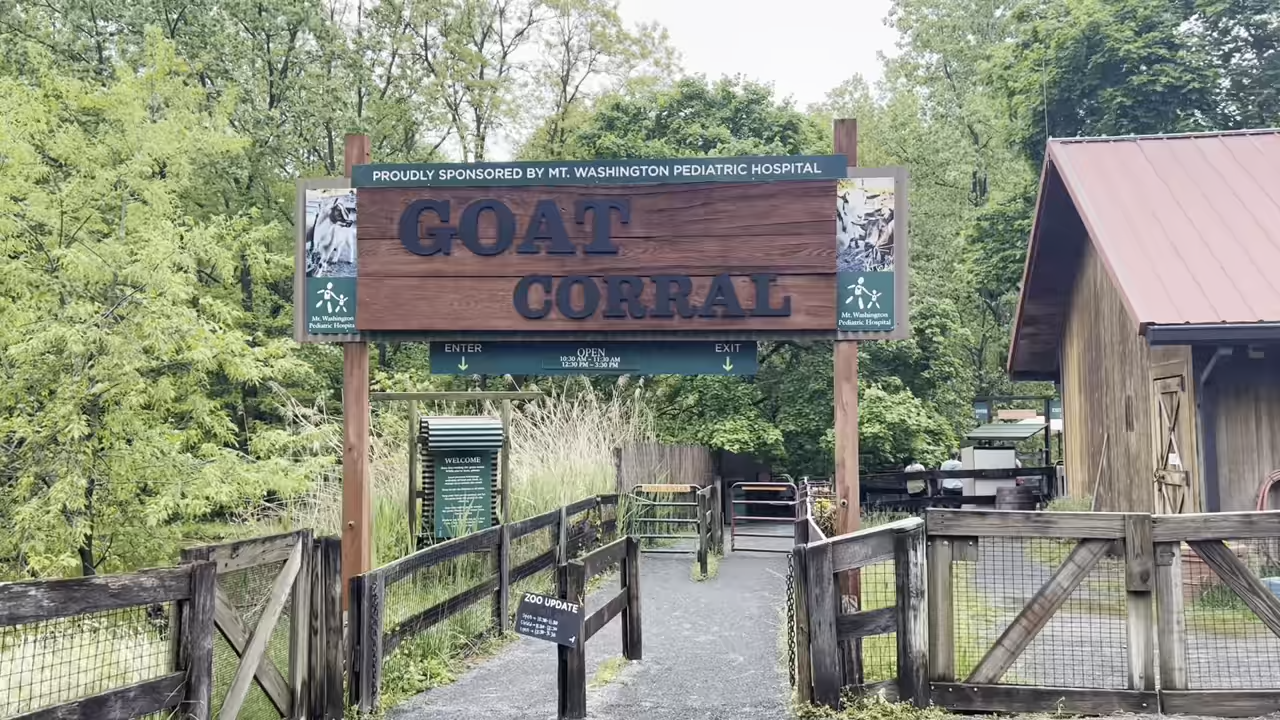 PROUDLY SPONSORED BY MT. WASHINGTON PEDIATRIC HOSPITAL
GOAT
CORRAL
Mt. Washington
Pediatric Hospital
Mt. Washington
Pediatric Hospital
ENTER
OPEN
10:30 AM – 11:30 AM
12:30 PM – 3:30 PM
EXIT
WELCOME
ZOO UPDATE